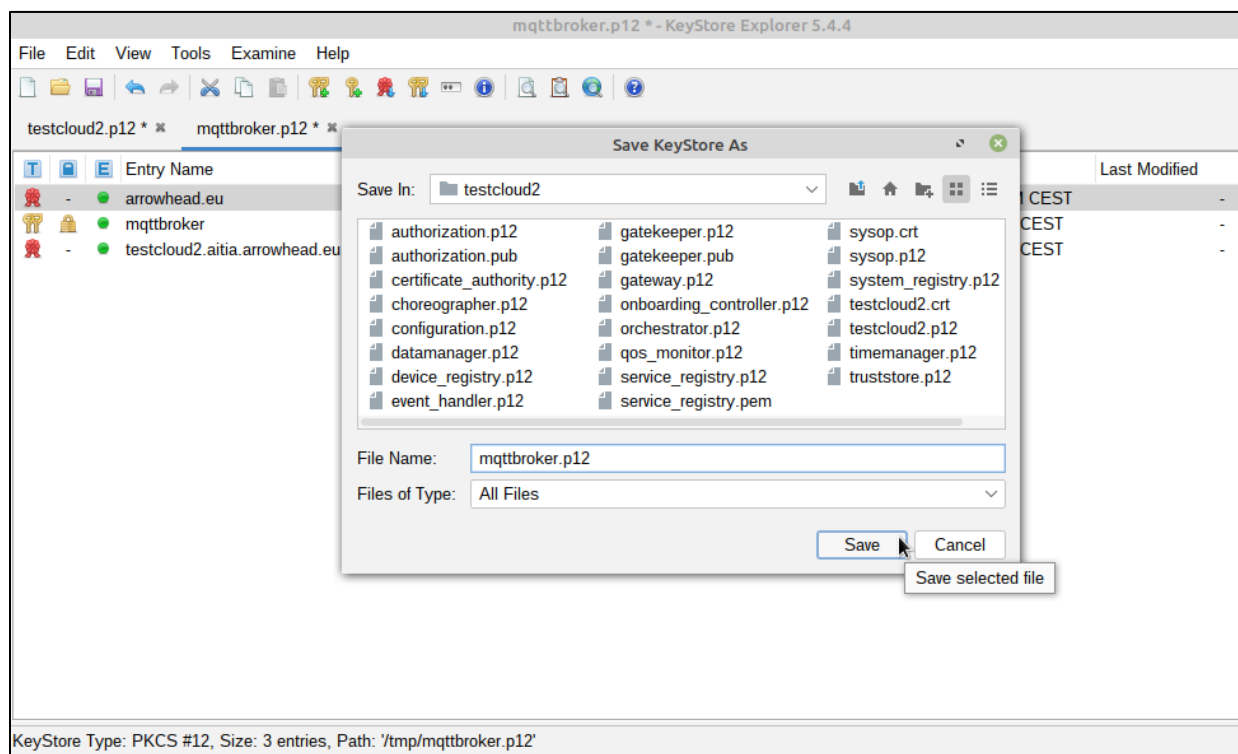 mqttbroker.p12 * - KeyStore Explorer 5.4.4
File Edit View Tools Examine Help
testcloud2.p12 * mqttbroker.p12 *
T E Entry Name Last Modified
arrowhead.eu CEST -
mqttbroker CEST -
testcloud2.aitia.arrowhead.eu CEST -
Save KeyStore As
Save In: testcloud2
authorization.p12 gatekeeper.p12 sysop.crt
authorization.pub gatekeeper.pub sysop.p12
certificate_authority.p12 gateway.p12 system_registry.p12
choreographer.p12 onboarding_controller.p12 testcloud2.crt
configuration.p12 orchestrator.p12 testcloud2.p12
datamanager.p12 qos_monitor.p12 timemanager.p12
device_registry.p12 service_registry.p12 truststore.p12
event_handler.p12 service_registry.pem
File Name: mqttbroker.p12
Files of Type: All Files
Save Cancel
Save selected file
KeyStore Type: PKCS #12, Size: 3 entries, Path: '/tmp/mqttbroker.p12'